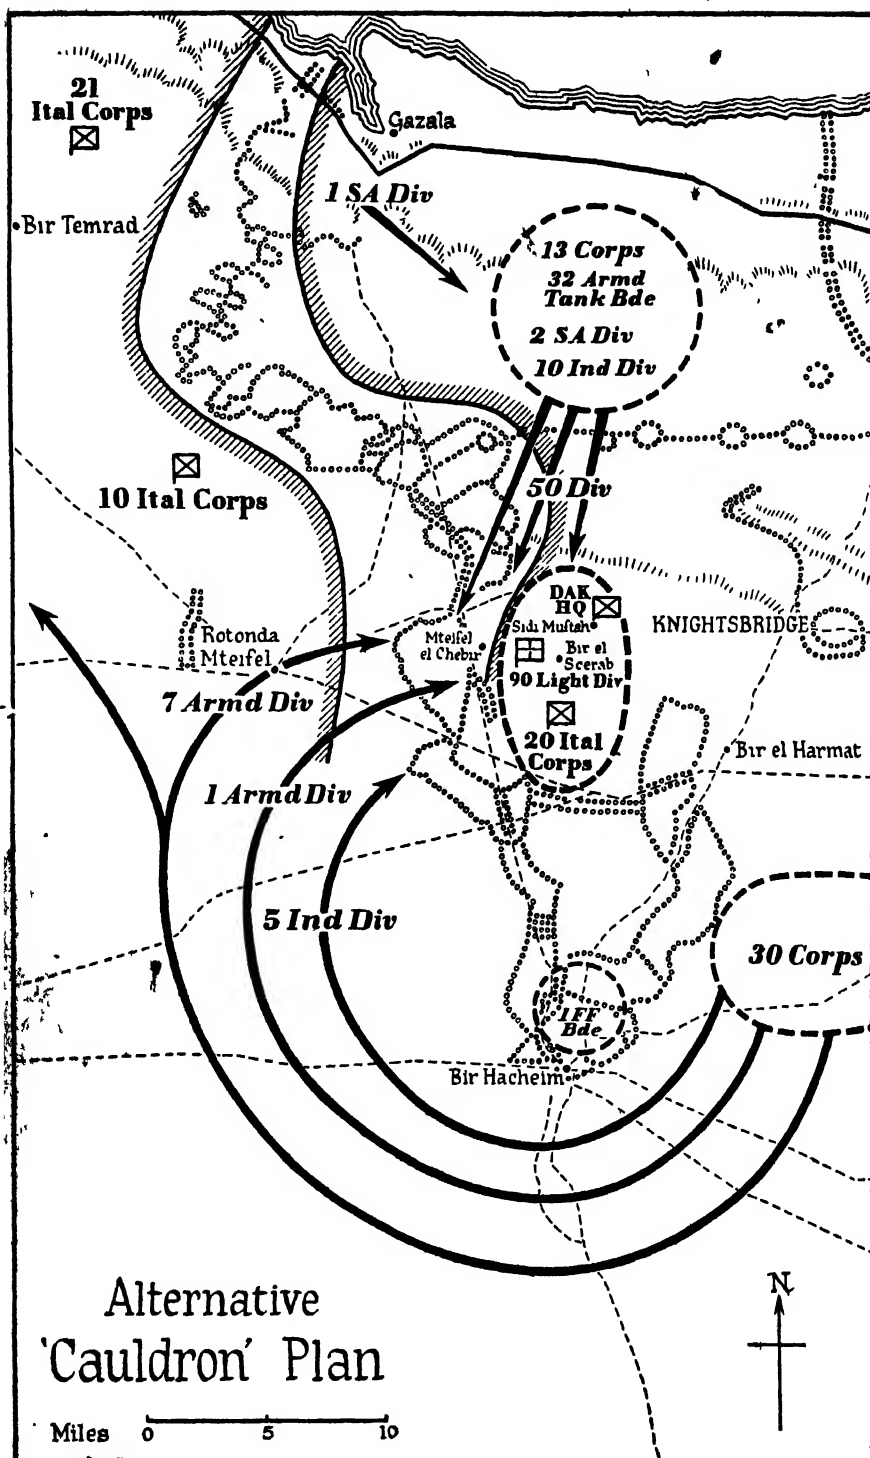 21
Ital Corps
Gazala
1 SA Div
Bir Temrad
13 Corps
32 Armd
Tank Bde
2 SA Div
10 Ind Div
10 Ital Corps
50 Div
DAK
HQ
Sidi Muftah
KNIGHTSBRIDGE
Rotonda
Mteifel
Mteifel
el Chebir
Bir el
Scerab
90 Light Div
7 Armd Div
20 Ital
Corps
Bir el Harmat
1 Armd Div
5 Ind Div
30 Corps
1 FF
Bde
Bir Hacheim
Alternative
'Cauldron' Plan
N
Miles 0 5 10